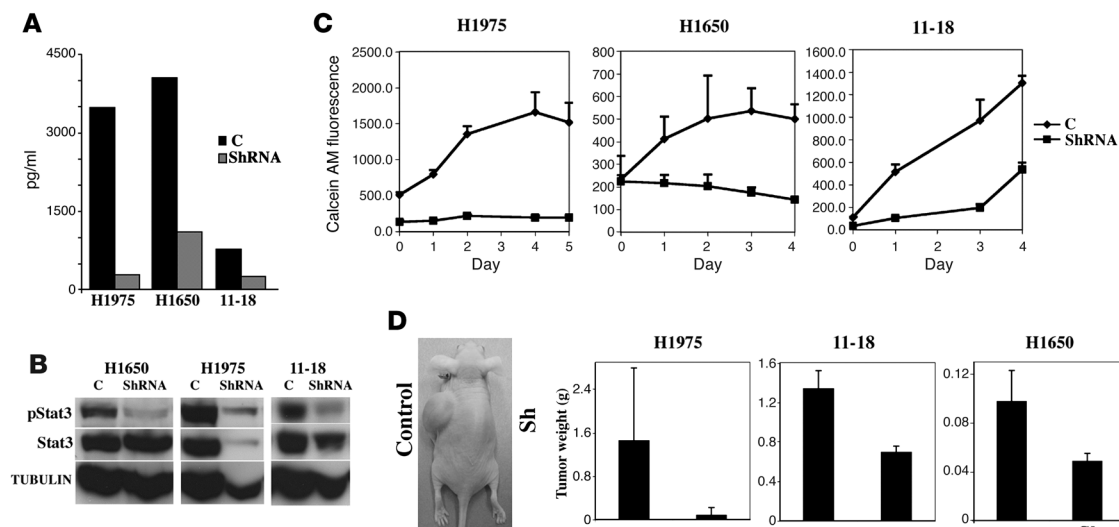 A
pg/ml
4500
3000
1500
0
C
ShRNA
H1975 H1650 11-18
B
H1650 H1975 11-18
C ShRNA C ShRNA C ShRNA
pStat3
Stat3
TUBULIN
C
H1975 H1650 11-18
Calcein AM fluorescence
2500.0
2000.0
1500.0
1000.0
500.0
0.0
0 1 2 4 5
Day
800
700
600
500
400
300
200
100
0
0 1 2 3 4
Day
1600.0
1400.0
1200.0
1000.0
800.0
600.0
400.0
200.0
0.0
0 1 3 4
Day
C
ShRNA
D
Control
Sh
H1975 11-18 H1650
Tumor weight (g)
2.4
1.6
0.8
0
1.6
1.2
0.8
0.4
0
0.12
0.08
0.04
0